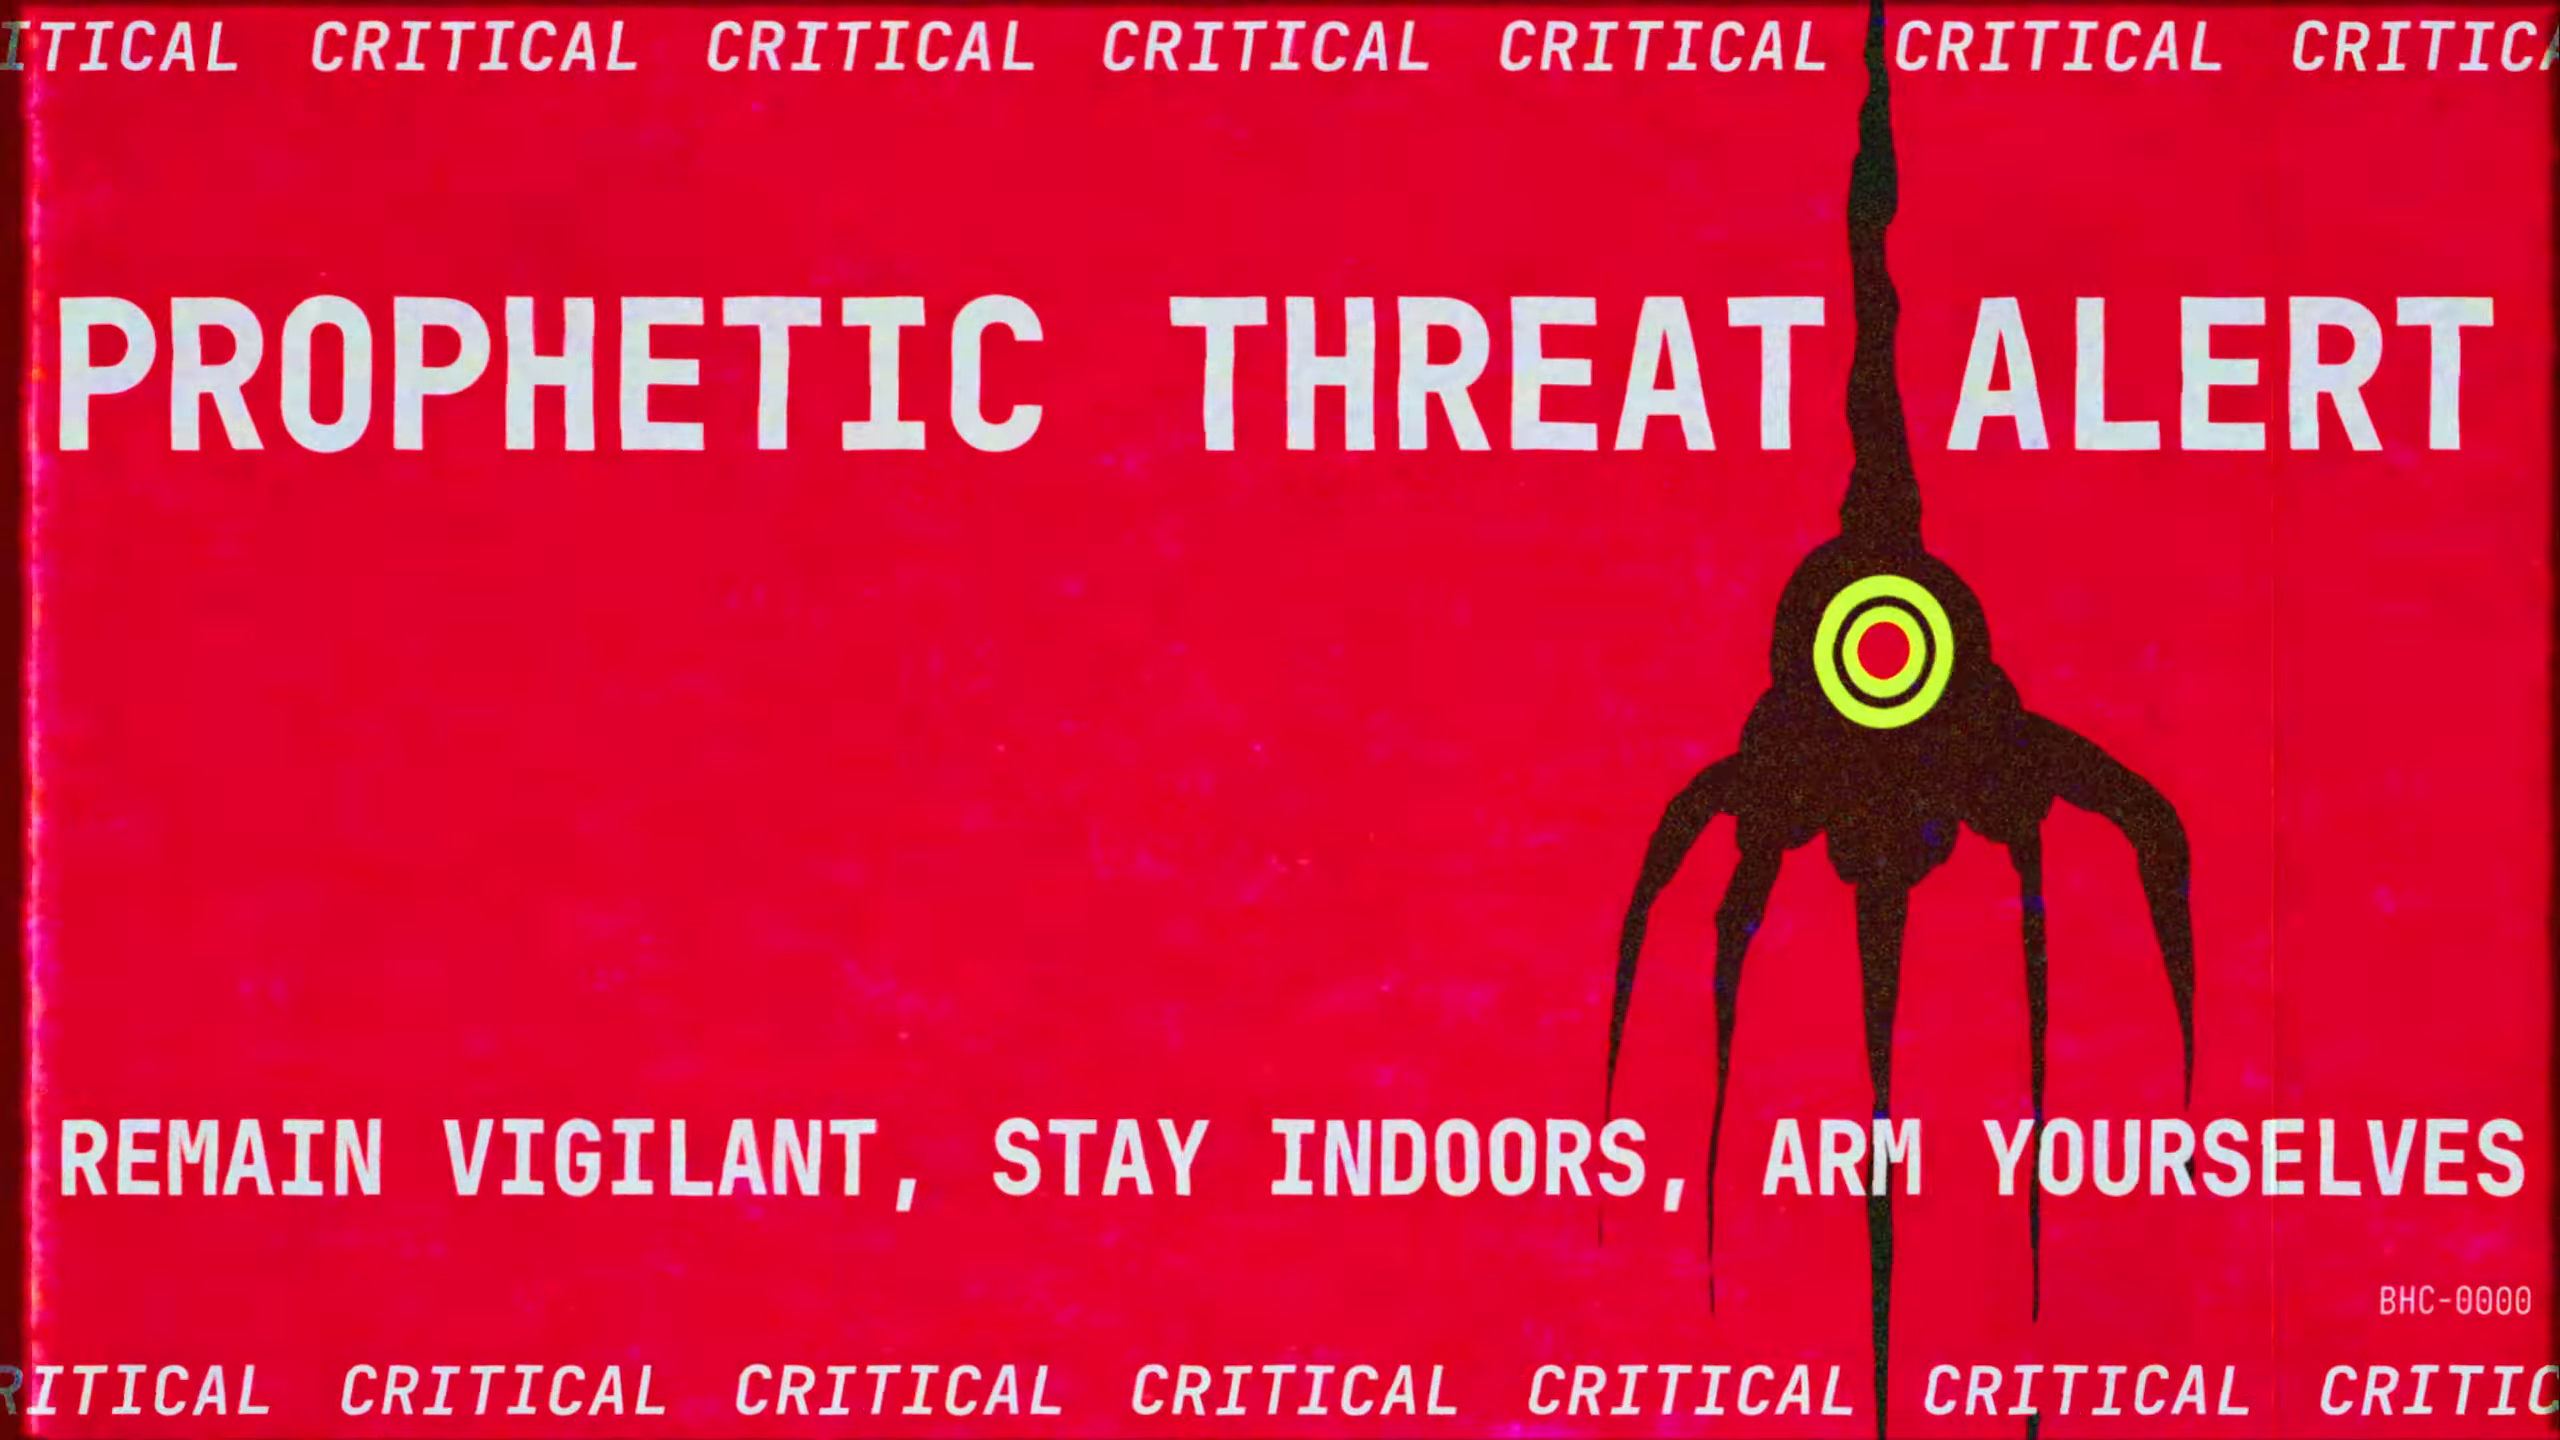 ITICAL CRITICAL CRITICAL CRITICAL CRITICAL CRITICAL CRITICA
PROPHETIC THREAT ALERT
REMAIN VIGILANT, STAY INDOORS, ARM YOURSELVES
BHC-0000
RITICAL CRITICAL CRITICAL CRITICAL CRITICAL CRITICAL CRITIC